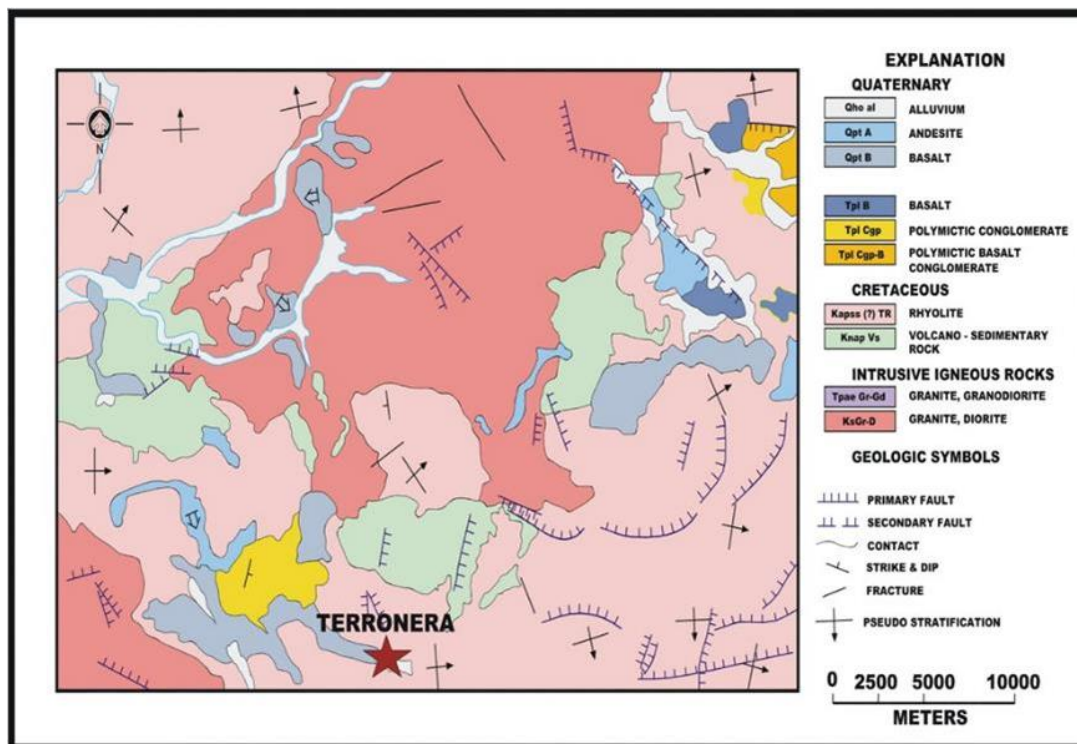 N
TERRONERA
EXPLANATION
QUATERNARY
Qho al ALLUVIUM
Qpt A ANDESITE
Qpt B BASALT
Tpl B BASALT
Tpl Cgp POLYMICTIC CONGLOMERATE
Tpl Cgp-B POLYMICTIC BASALT
CONGLOMERATE
CRETACEOUS
Kapss (?) TR RHYOLITE
Knap Vs VOLCANO - SEDIMENTARY
ROCK
INTRUSIVE IGNEOUS ROCKS
Tpae Gr-Gd GRANITE, GRANODIORITE
KsGr-D GRANITE, DIORITE
GEOLOGIC SYMBOLS
PRIMARY FAULT
SECONDARY FAULT
CONTACT
STRIKE & DIP
FRACTURE
PSEUDO STRATIFICATION
0 2500 5000 10000
METERS